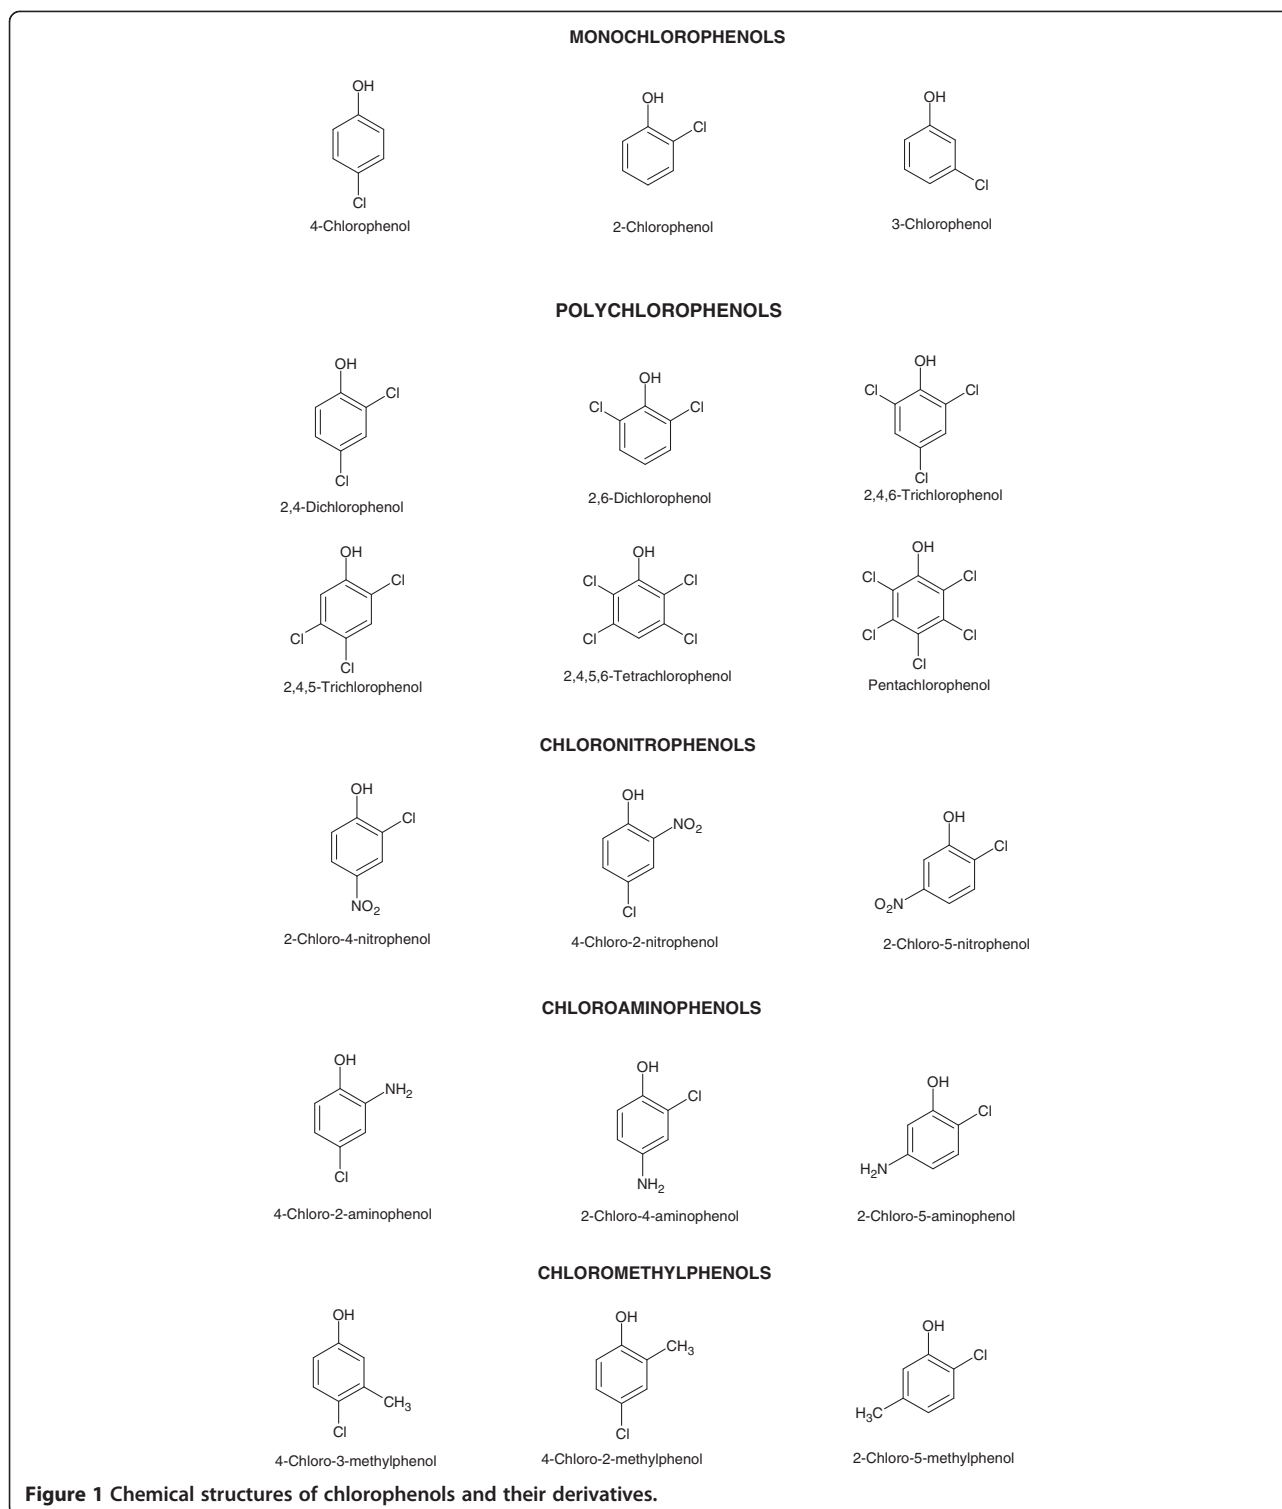 MONOCHLOROPHENOLS
OH
Cl
4-Chlorophenol
OH
Cl
2-Chlorophenol
OH
Cl
3-Chlorophenol
POLYCHLOROPHENOLS
OH
Cl
Cl
2,4-Dichlorophenol
OH
Cl
Cl
2,6-Dichlorophenol
OH
Cl
Cl
Cl
2,4,6-Trichlorophenol
OH
Cl
Cl
Cl
2,4,5-Trichlorophenol
OH
Cl
Cl
Cl
Cl
2,4,5,6-Tetrachlorophenol
OH
Cl
Cl
Cl
Cl
Cl
Pentachlorophenol
CHLORONITROPHENOLS
OH
Cl
NO₂
2-Chloro-4-nitrophenol
OH
NO₂
Cl
4-Chloro-2-nitrophenol
OH
Cl
O₂N
2-Chloro-5-nitrophenol
CHLOROAMINOPHENOLS
OH
NH₂
Cl
4-Chloro-2-aminophenol
OH
Cl
NH₂
2-Chloro-4-aminophenol
OH
Cl
H₂N
2-Chloro-5-aminophenol
CHLOROMETHYLPHENOLS
OH
CH₃
Cl
4-Chloro-3-methylphenol
OH
CH₃
Cl
4-Chloro-2-methylphenol
OH
Cl
H₃C
2-Chloro-5-methylphenol
Figure 1 Chemical structures of chlorophenols and their derivatives.